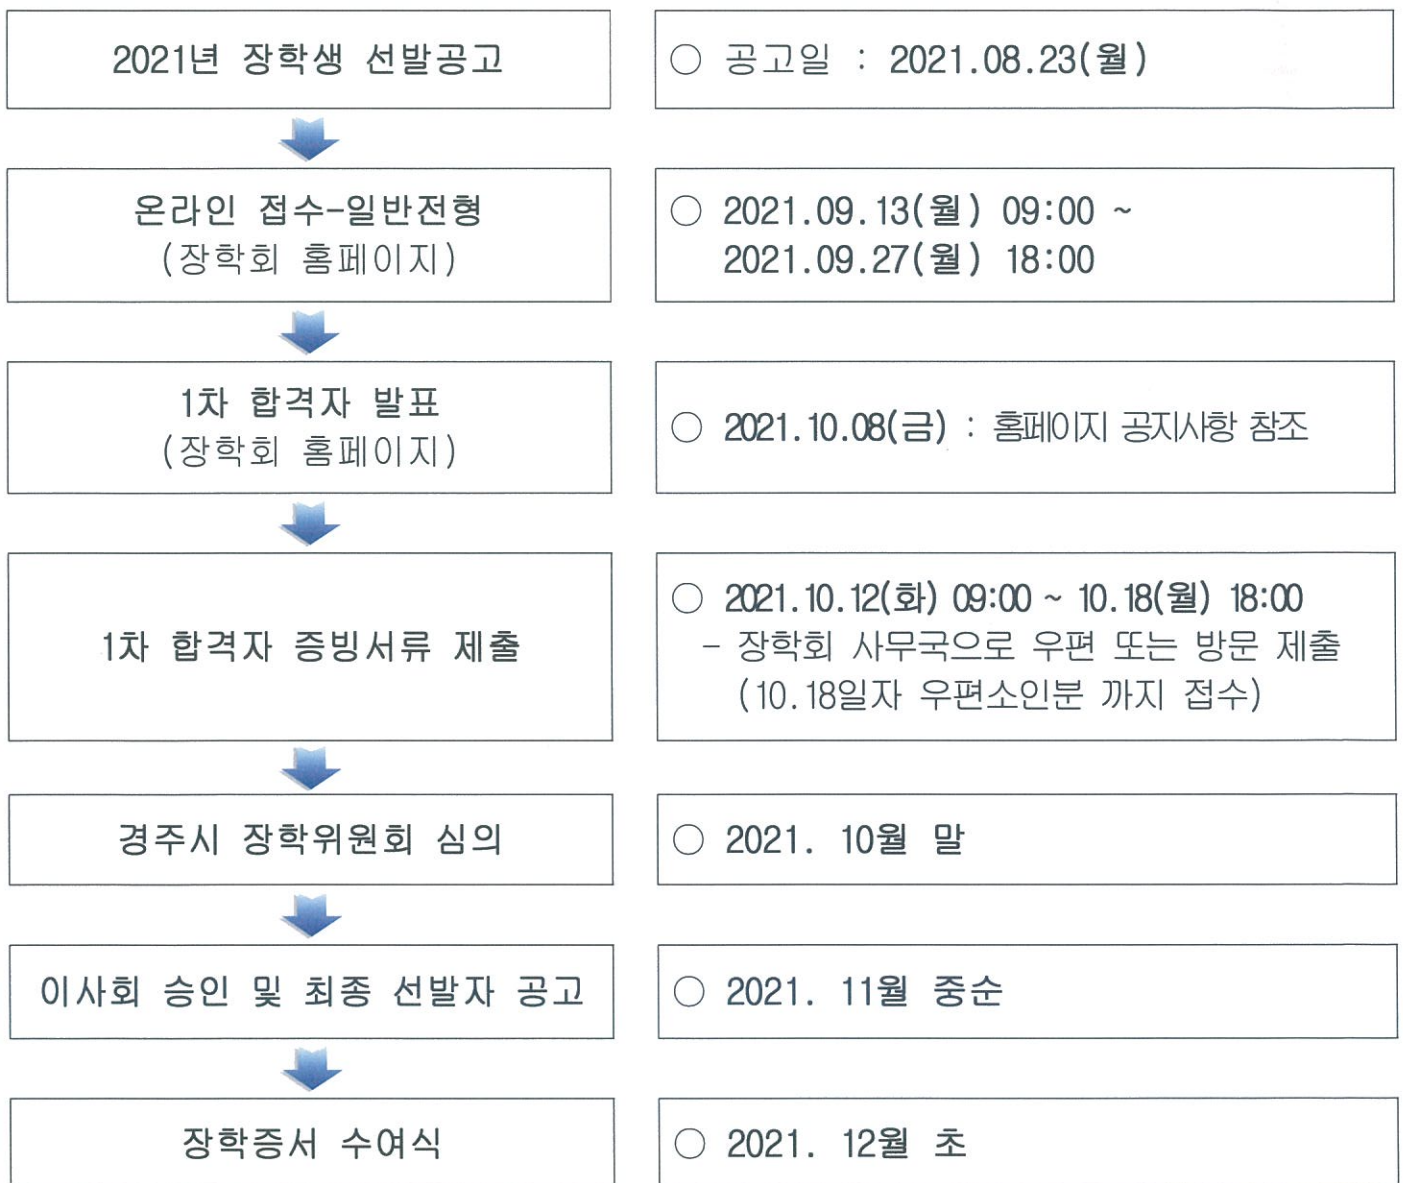 2021년 장학생 선발공고
○ 공고일 : 2021.08.23(월)
온라인 접수-일반전형
(장학회 홈페이지)
○ 2021.09.13(월) 09:00 ~
2021.09.27(월) 18:00
1차 합격자 발표
(장학회 홈페이지)
○ 2021.10.08(금) : 홈페이지 공지사항 참조
1차 합격자 증빙서류 제출
○ 2021.10.12(화) 09:00 ~ 10.18(월) 18:00
- 장학회 사무국으로 우편 또는 방문 제출
(10.18일자 우편소인분 까지 접수)
경주시 장학위원회 심의
○ 2021. 10월 말
이사회 승인 및 최종 선발자 공고
○ 2021. 11월 중순
장학증서 수여식
○ 2021. 12월 초